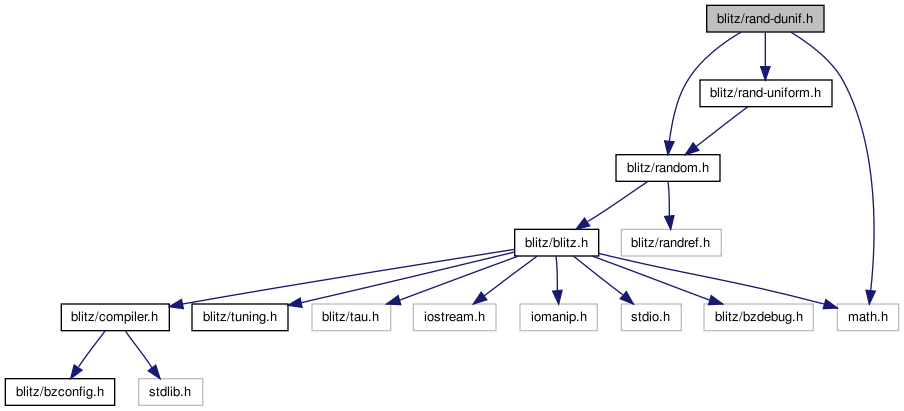 blitz/rand-dunif.h
blitz/rand-uniform.h
blitz/random.h
blitz/blitz.h
blitz/randref.h
blitz/compiler.h
blitz/tuning.h
blitz/tau.h
iostream.h
iomanip.h
stdio.h
blitz/bzdebug.h
math.h
blitz/bzconfig.h
stdlib.h